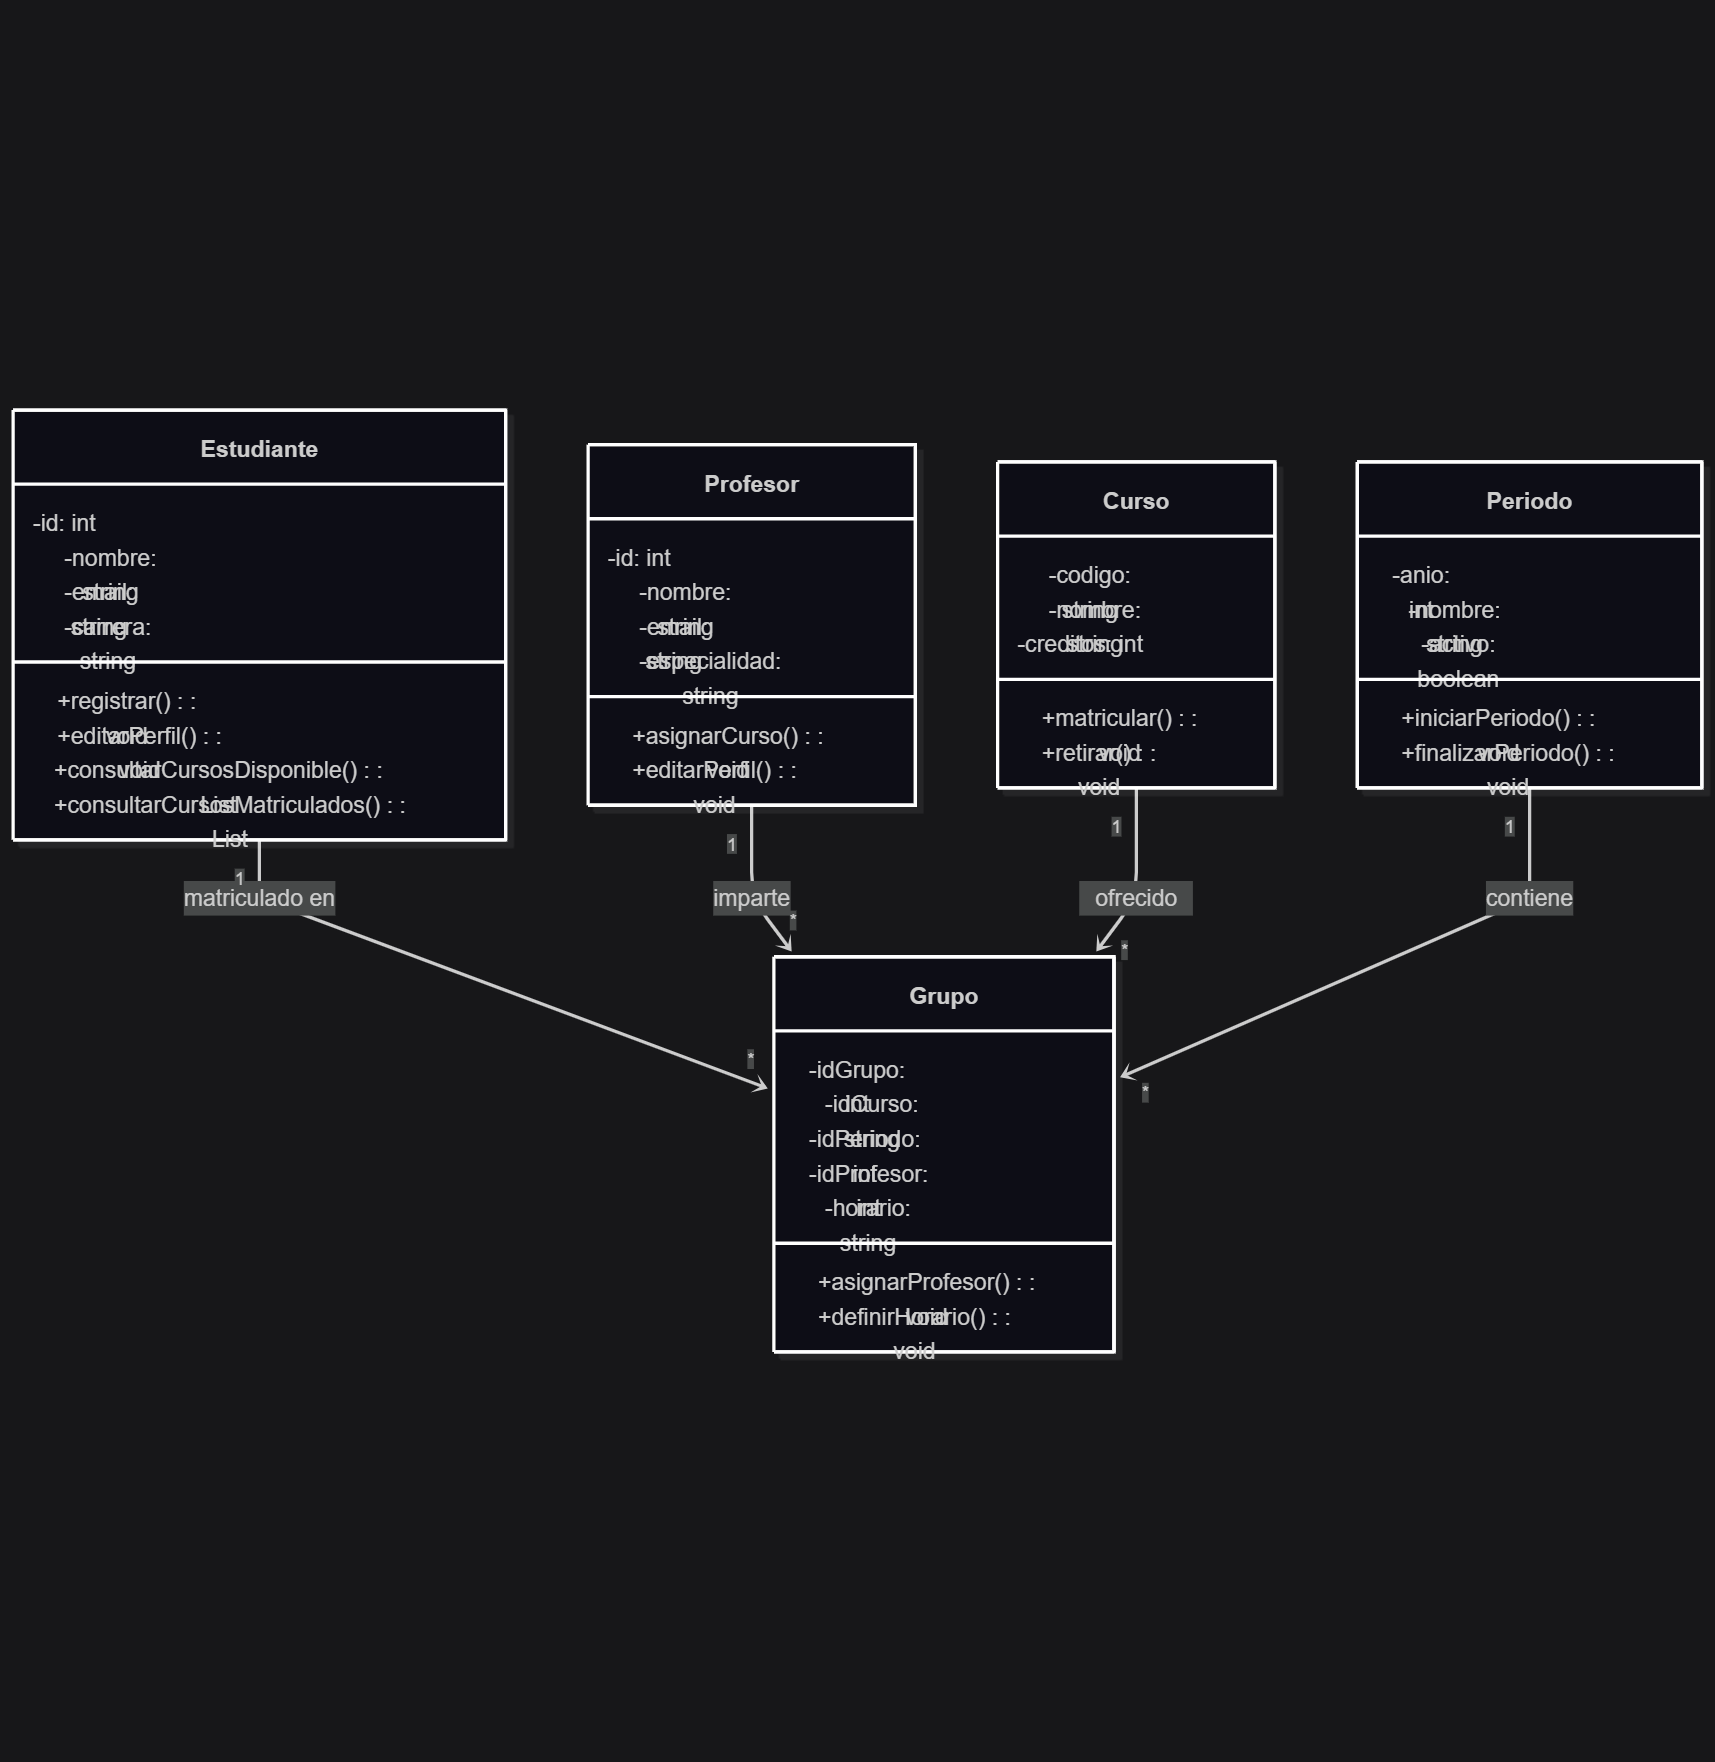 Estudiante
-id: int
-nombre:
string
-email:
string
-carrera:
string
+registrar() : :
void
+editarPerfil() : :
void
+consultarCursosDisponible() : :
List
+consultarCursosMatriculados() : :
List
Profesor
-id: int
-nombre:
string
-email:
string
-especialidad:
string
+asignarCurso() : :
void
+editarPerfil() : :
void
Curso
-codigo:
string
-nombre:
string
-creditos: int
+matricular() : :
void
+retirar() : :
void
Periodo
-anio:
int
-nombre:
string
-activo:
boolean
+iniciarPeriodo() : :
void
+finalizarPeriodo() : :
void
1
1
1
1
matriculado en
imparte
ofrecido
contiene
*
*
*
*
Grupo
-idGrupo:
int
-idCurso:
string
-idPeriodo:
int
-idProfesor:
int
-horario:
string
+asignarProfesor() : :
void
+definirHorario() : :
void